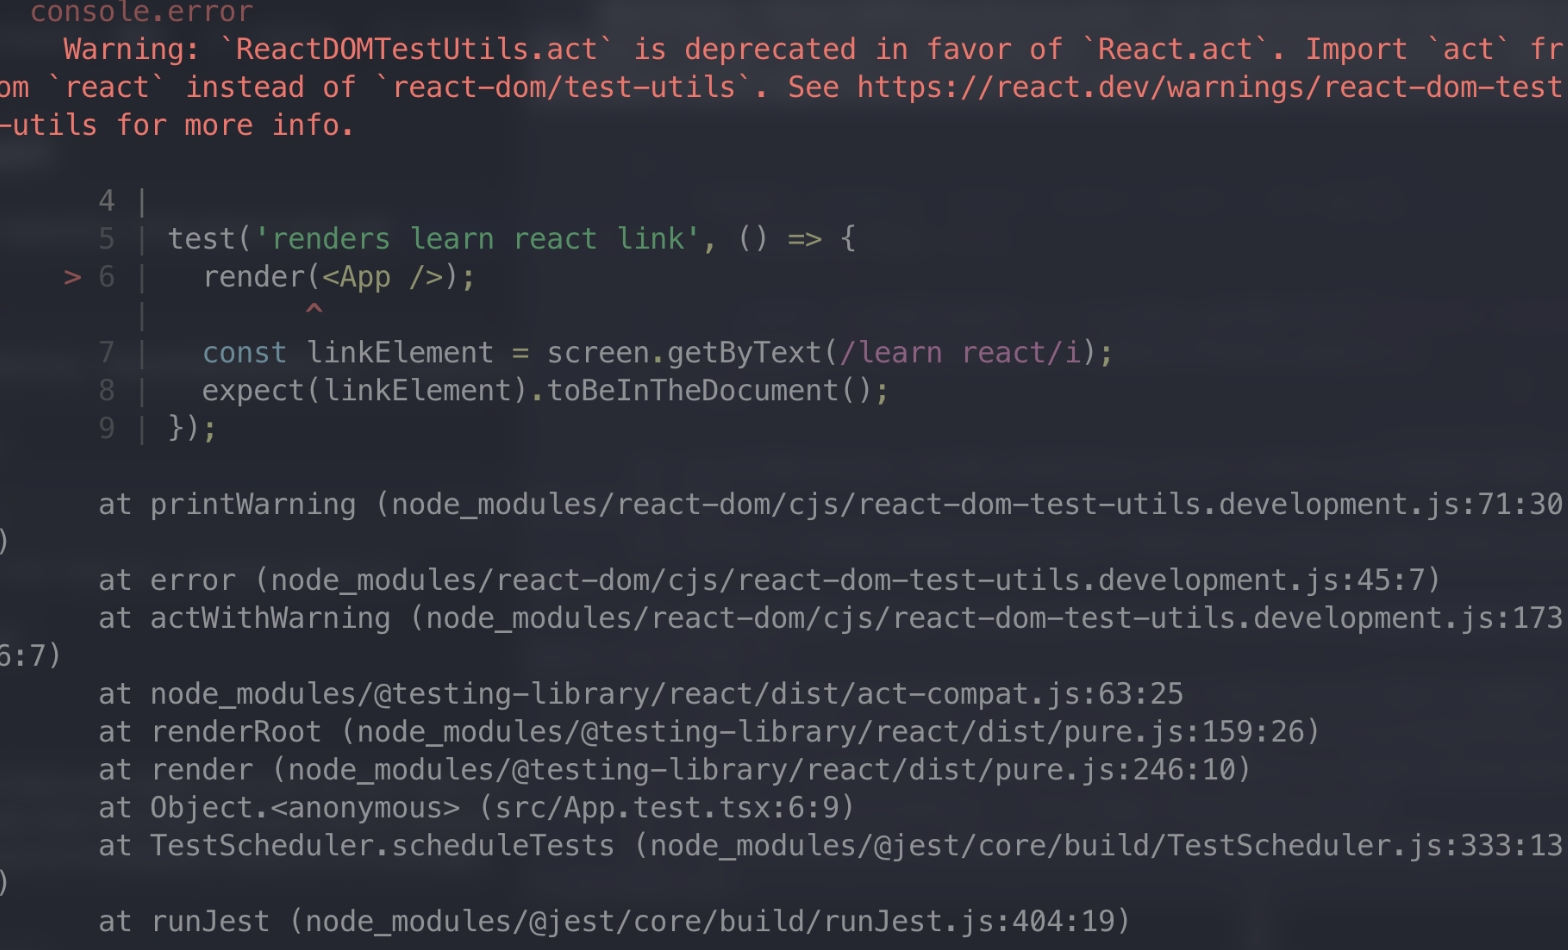 console.error
Warning: `ReactDOMTestUtils.act` is deprecated in favor of `React.act`. Import `act` fr
om `react` instead of `react-dom/test-utils`. See https://react.dev/warnings/react-dom-test
-utils for more info.
4 |
5 | test('renders learn react link', () => {
> 6 |   render(<App />);
|         ^
7 |   const linkElement = screen.getByText(/learn react/i);
8 |   expect(linkElement).toBeInTheDocument();
9 | });
at printWarning (node_modules/react-dom/cjs/react-dom-test-utils.development.js:71:30
)
at error (node_modules/react-dom/cjs/react-dom-test-utils.development.js:45:7)
at actWithWarning (node_modules/react-dom/cjs/react-dom-test-utils.development.js:173
6:7)
at node_modules/@testing-library/react/dist/act-compat.js:63:25
at renderRoot (node_modules/@testing-library/react/dist/pure.js:159:26)
at render (node_modules/@testing-library/react/dist/pure.js:246:10)
at Object.<anonymous> (src/App.test.tsx:6:9)
at TestScheduler.scheduleTests (node_modules/@jest/core/build/TestScheduler.js:333:13
)
at runJest (node_modules/@jest/core/build/runJest.js:404:19)